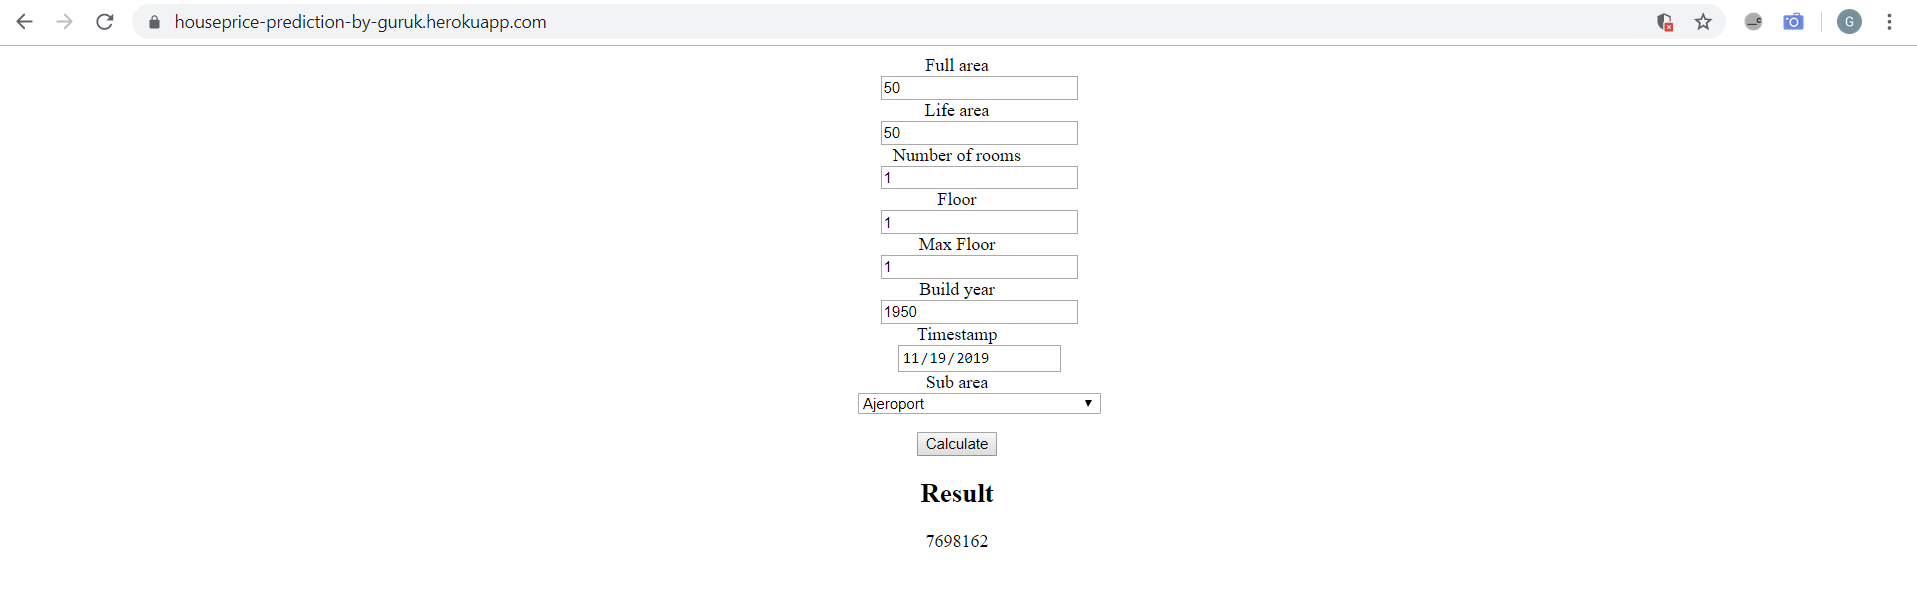 houseprice-prediction-by-guruk.herokuapp.com
G
Full area
50
Life area
50
Number of rooms
1
Floor
1
Max Floor
1
Build year
1950
Timestamp
11/19/2019
Sub area
Ajeroport
Calculate
Result
7698162